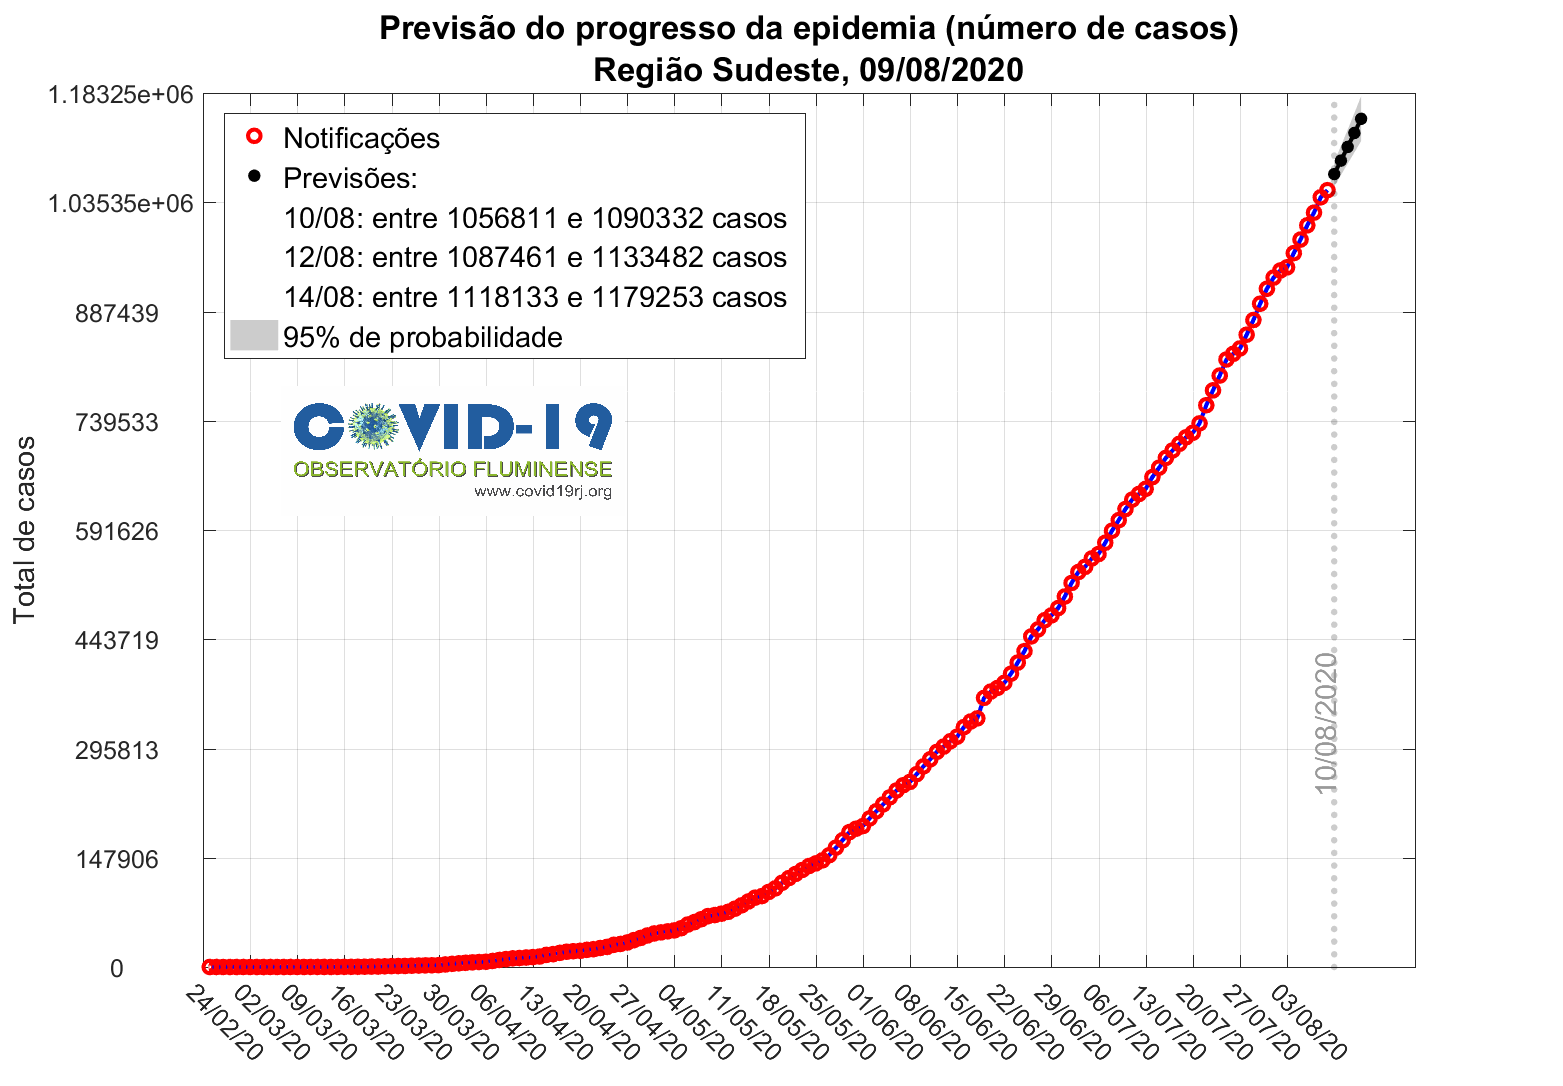 Previsão do progresso da epidemia (número de casos)
Região Sudeste, 09/08/2020
1.18325e+06
1.03535e+06
887439
739533
591626
443719
295813
147906
0
Total de casos
Notificações
Previsões:
10/08: entre 1056811 e 1090332 casos
12/08: entre 1087461 e 1133482 casos
14/08: entre 1118133 e 1179253 casos
95% de probabilidade
COVID-19
OBSERVATÓRIO FLUMINENSE
www.covid19rj.org
10/08/2020
24/02/20
02/03/20
09/03/20
16/03/20
23/03/20
30/03/20
06/04/20
13/04/20
20/04/20
27/04/20
04/05/20
11/05/20
18/05/20
25/05/20
01/06/20
08/06/20
15/06/20
22/06/20
29/06/20
06/07/20
13/07/20
20/07/20
27/07/20
03/08/20